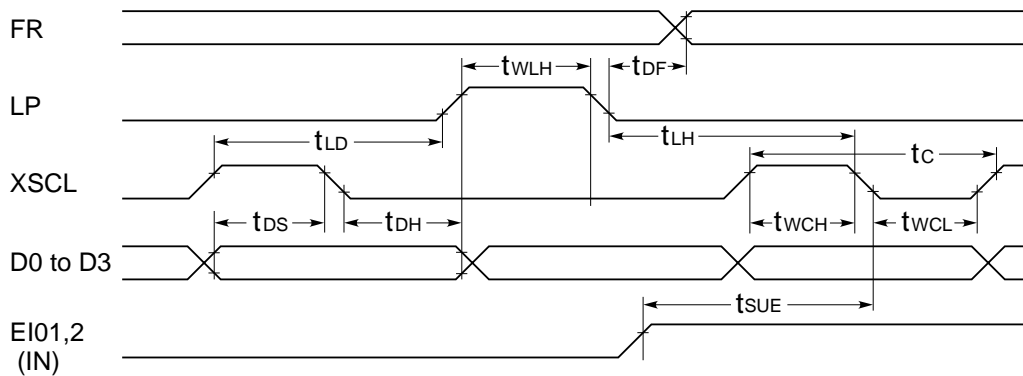 FR
tWLH
tDF
LP
tLD
tLH
tC
XSCL
tDS
tDH
tWCH
tWCL
D0 to D3
tSUE
EI01,2
(IN)